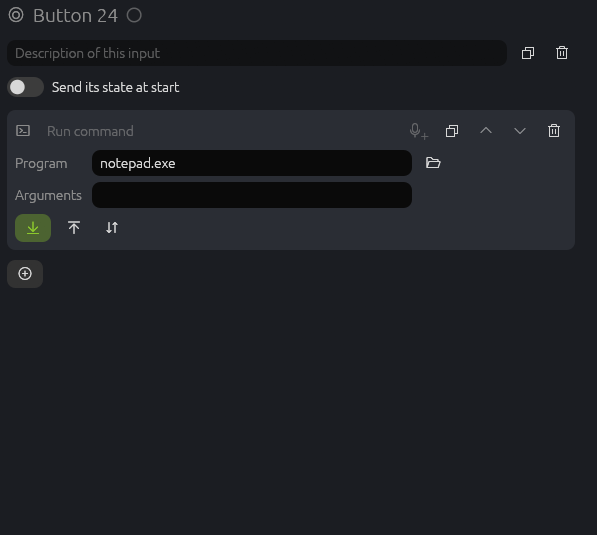 Button 24
Description of this input
Send its state at start
Run command
Program notepad.exe
Arguments